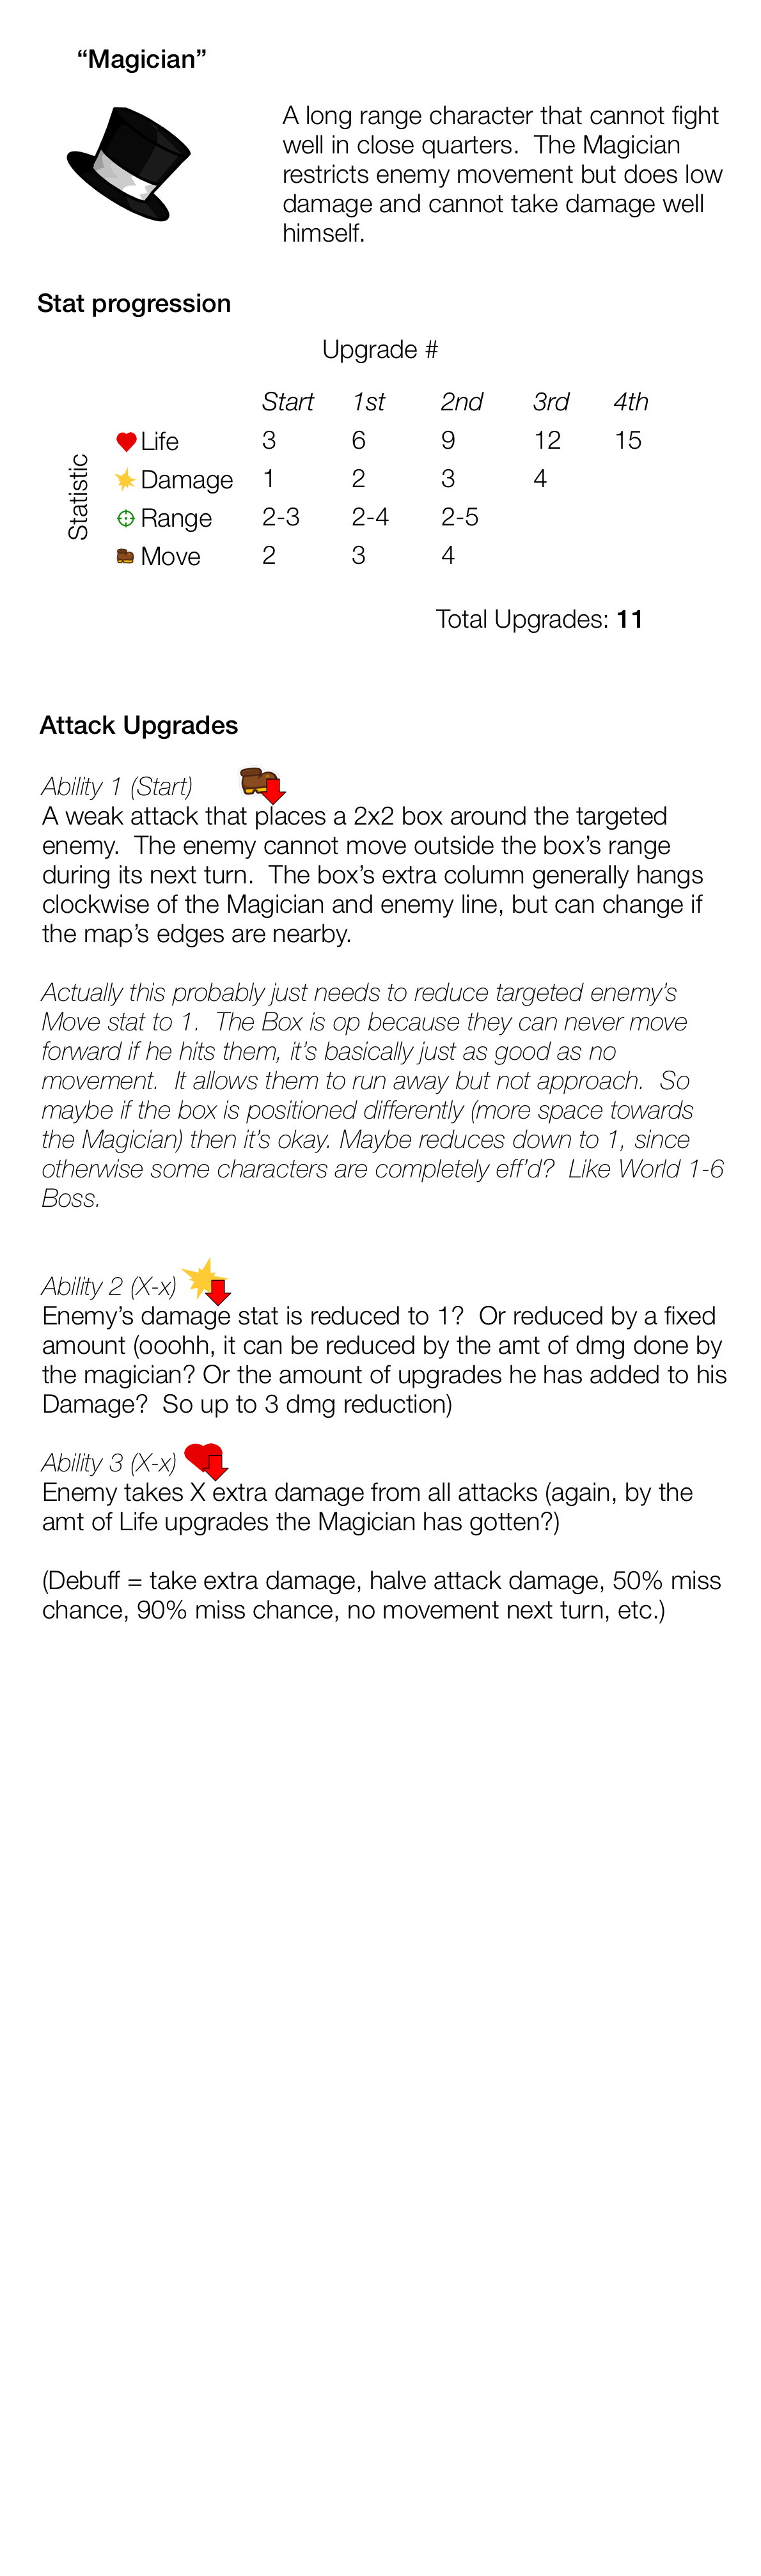 “Magician”
A long range character that cannot fight
well in close quarters.  The Magician
restricts enemy movement but does low
damage and cannot take damage well
himself.
Stat progression
Upgrade #
Start 1st 2nd 3rd 4th
Statistic
Life 3 6 9 12 15
Damage 1 2 3 4
Range 2-3 2-4 2-5
Move 2 3 4
Total Upgrades: 11
Attack Upgrades
Ability 1 (Start)
A weak attack that places a 2x2 box around the targeted
enemy.  The enemy cannot move outside the box’s range
during its next turn.  The box’s extra column generally hangs
clockwise of the Magician and enemy line, but can change if
the map’s edges are nearby.
Actually this probably just needs to reduce targeted enemy’s
Move stat to 1.  The Box is op because they can never move
forward if he hits them, it’s basically just as good as no
movement.  It allows them to run away but not approach.  So
maybe if the box is positioned differently (more space towards
the Magician) then it’s okay. Maybe reduces down to 1, since
otherwise some characters are completely eff’d?  Like World 1-6
Boss.
Ability 2 (X-x)
Enemy’s damage stat is reduced to 1?  Or reduced by a fixed
amount (ooohh, it can be reduced by the amt of dmg done by
the magician? Or the amount of upgrades he has added to his
Damage?  So up to 3 dmg reduction)
Ability 3 (X-x)
Enemy takes X extra damage from all attacks (again, by the
amt of Life upgrades the Magician has gotten?)
(Debuff = take extra damage, halve attack damage, 50% miss
chance, 90% miss chance, no movement next turn, etc.)